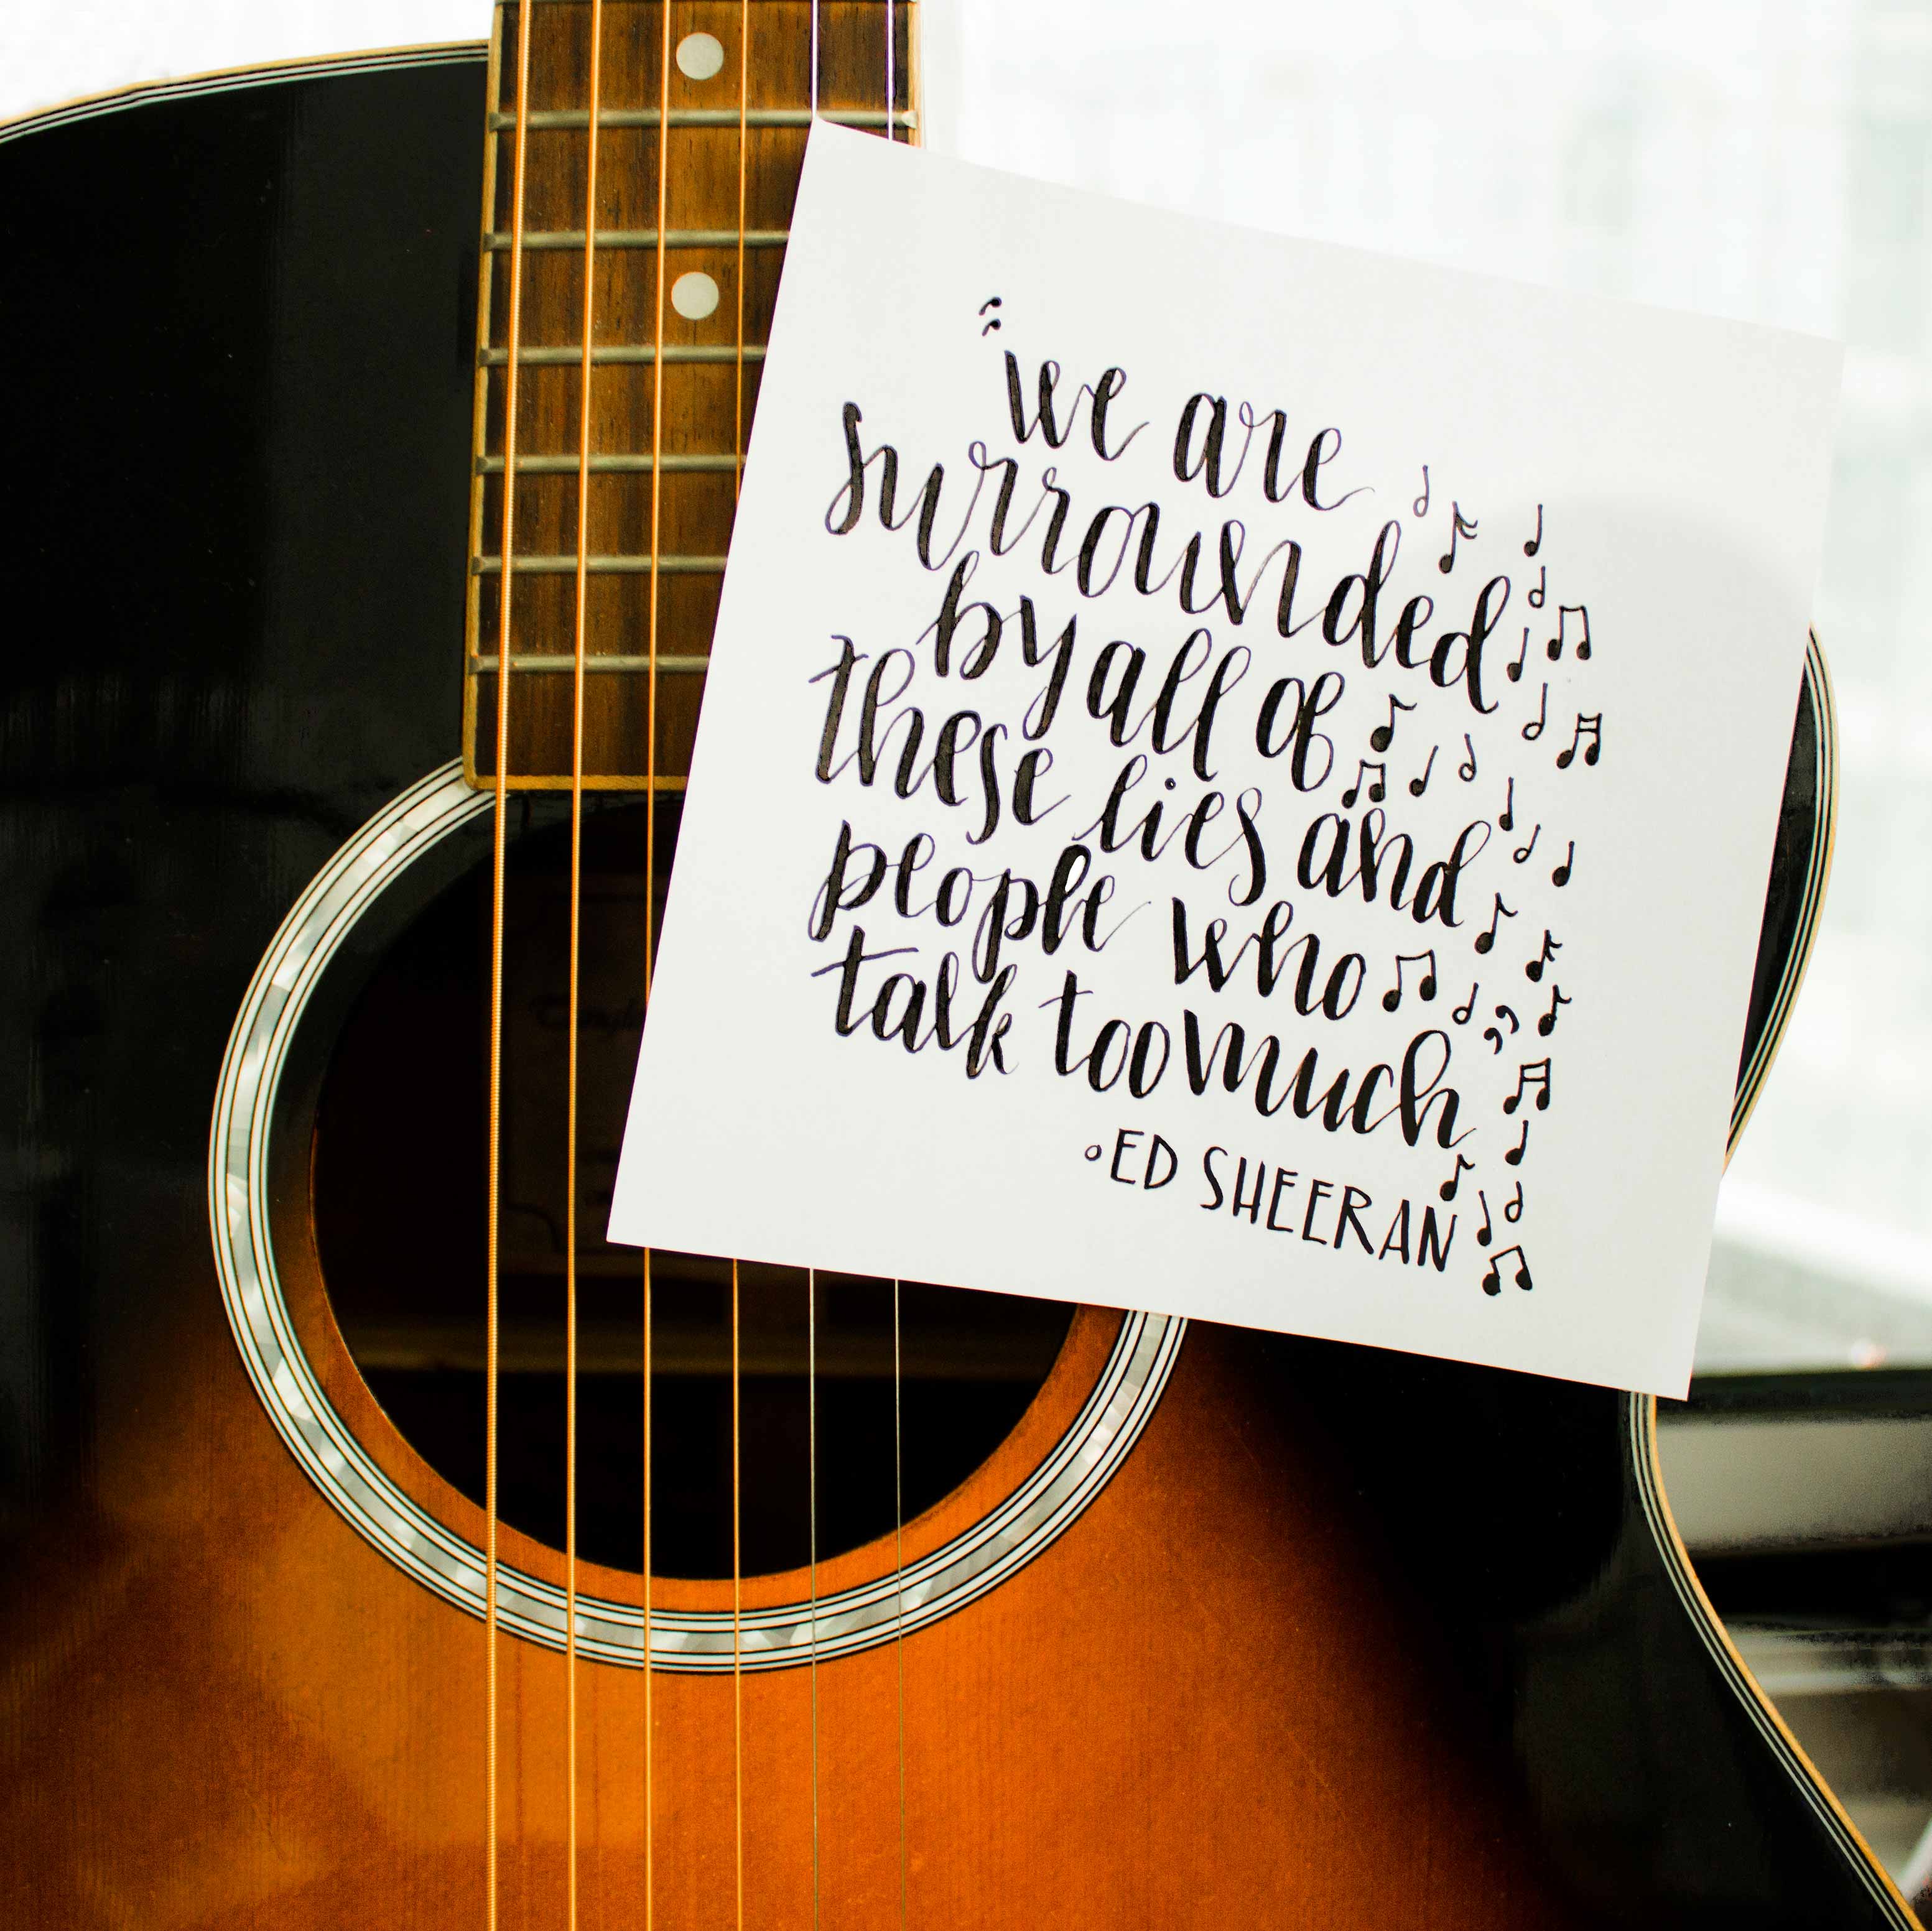 "we are
surrounded
by all of
these lies and
people who
talk too much"
•ED SHEERAN